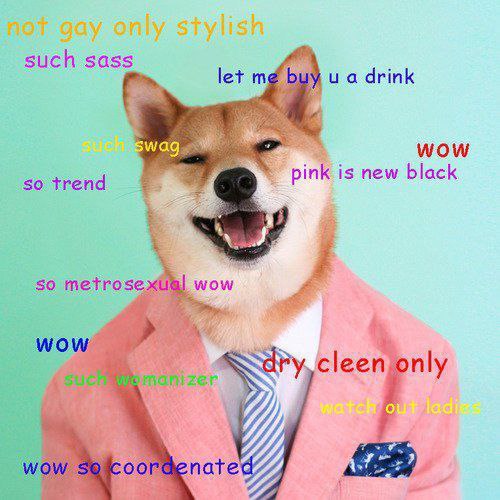 not gay only stylish
such sass
let me buy u a drink
such swag
wow
pink is new black
so trend
so metrosexual wow
wow
dry cleen only
such womanizer
watch out ladies
wow so coordenated